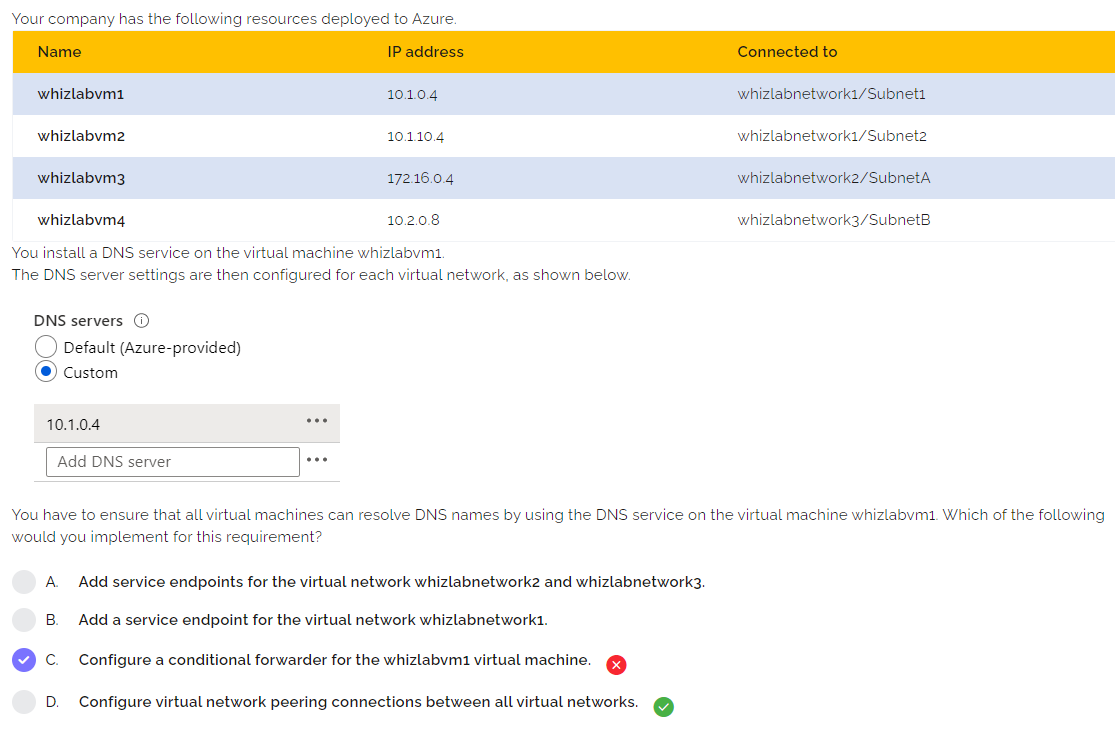 Your company has the following resources deployed to Azure.
Name IP address Connected to
whizlabvm1 10.1.0.4 whizlabnetwork1/Subnet1
whizlabvm2 10.1.10.4 whizlabnetwork1/Subnet2
whizlabvm3 172.16.0.4 whizlabnetwork2/SubnetA
whizlabvm4 10.2.0.8 whizlabnetwork3/SubnetB
You install a DNS service on the virtual machine whizlabvm1.
The DNS server settings are then configured for each virtual network, as shown below.
DNS servers
Default (Azure-provided)
Custom
10.1.0.4
Add DNS server
You have to ensure that all virtual machines can resolve DNS names by using the DNS service on the virtual machine whizlabvm1. Which of the following
would you implement for this requirement?
A. Add service endpoints for the virtual network whizlabnetwork2 and whizlabnetwork3.
B. Add a service endpoint for the virtual network whizlabnetwork1.
C. Configure a conditional forwarder for the whizlabvm1 virtual machine.
D. Configure virtual network peering connections between all virtual networks.